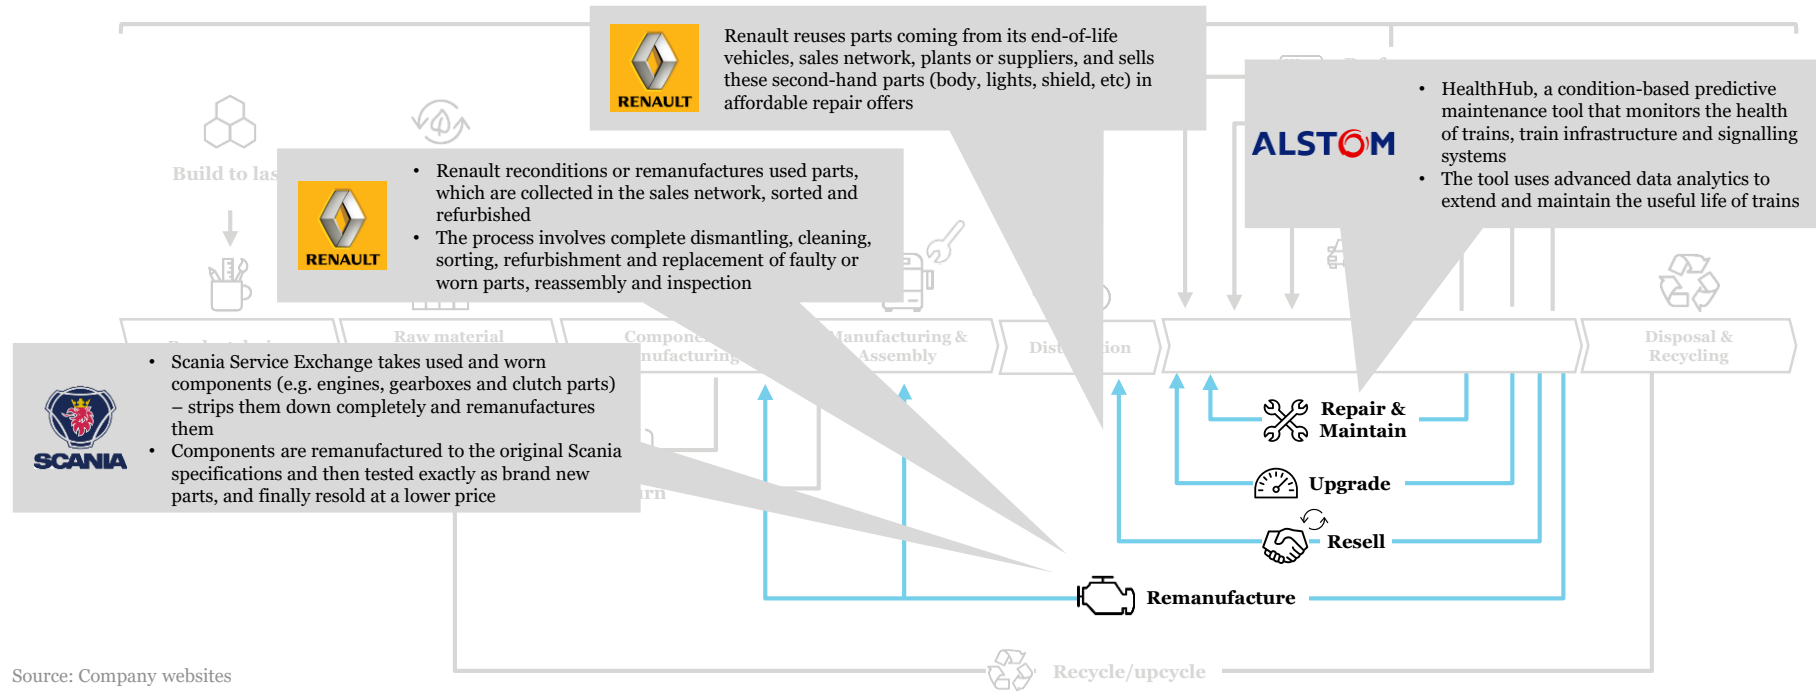 Renault reuses parts coming from its end-of-life
vehicles, sales network, plants or suppliers, and sells
these second-hand parts (body, lights, shield, etc) in
affordable repair offers
RENAULT
• HealthHub, a condition-based predictive
maintenance tool that monitors the health
of trains, train infrastructure and signalling
systems
• The tool uses advanced data analytics to
extend and maintain the useful life of trains
ALSTOM
Build to las
• Renault reconditions or remanufactures used parts,
which are collected in the sales network, sorted and
refurbished
• The process involves complete dismantling, cleaning,
sorting, refurbishment and replacement of faulty or
worn parts, reassembly and inspection
RENAULT
Raw material
Component
nufacturing
Manufacturing &
Assembly
Dist
ion
Disposal &
Recycling
• Scania Service Exchange takes used and worn
components (e.g. engines, gearboxes and clutch parts)
– strips them down completely and remanufactures
them
• Components are remanufactured to the original Scania
specifications and then tested exactly as brand new
parts, and finally resold at a lower price
SCANIA
Repair &
Maintain
Upgrade
Resell
Remanufacture
Recycle/upcycle
Source: Company websites